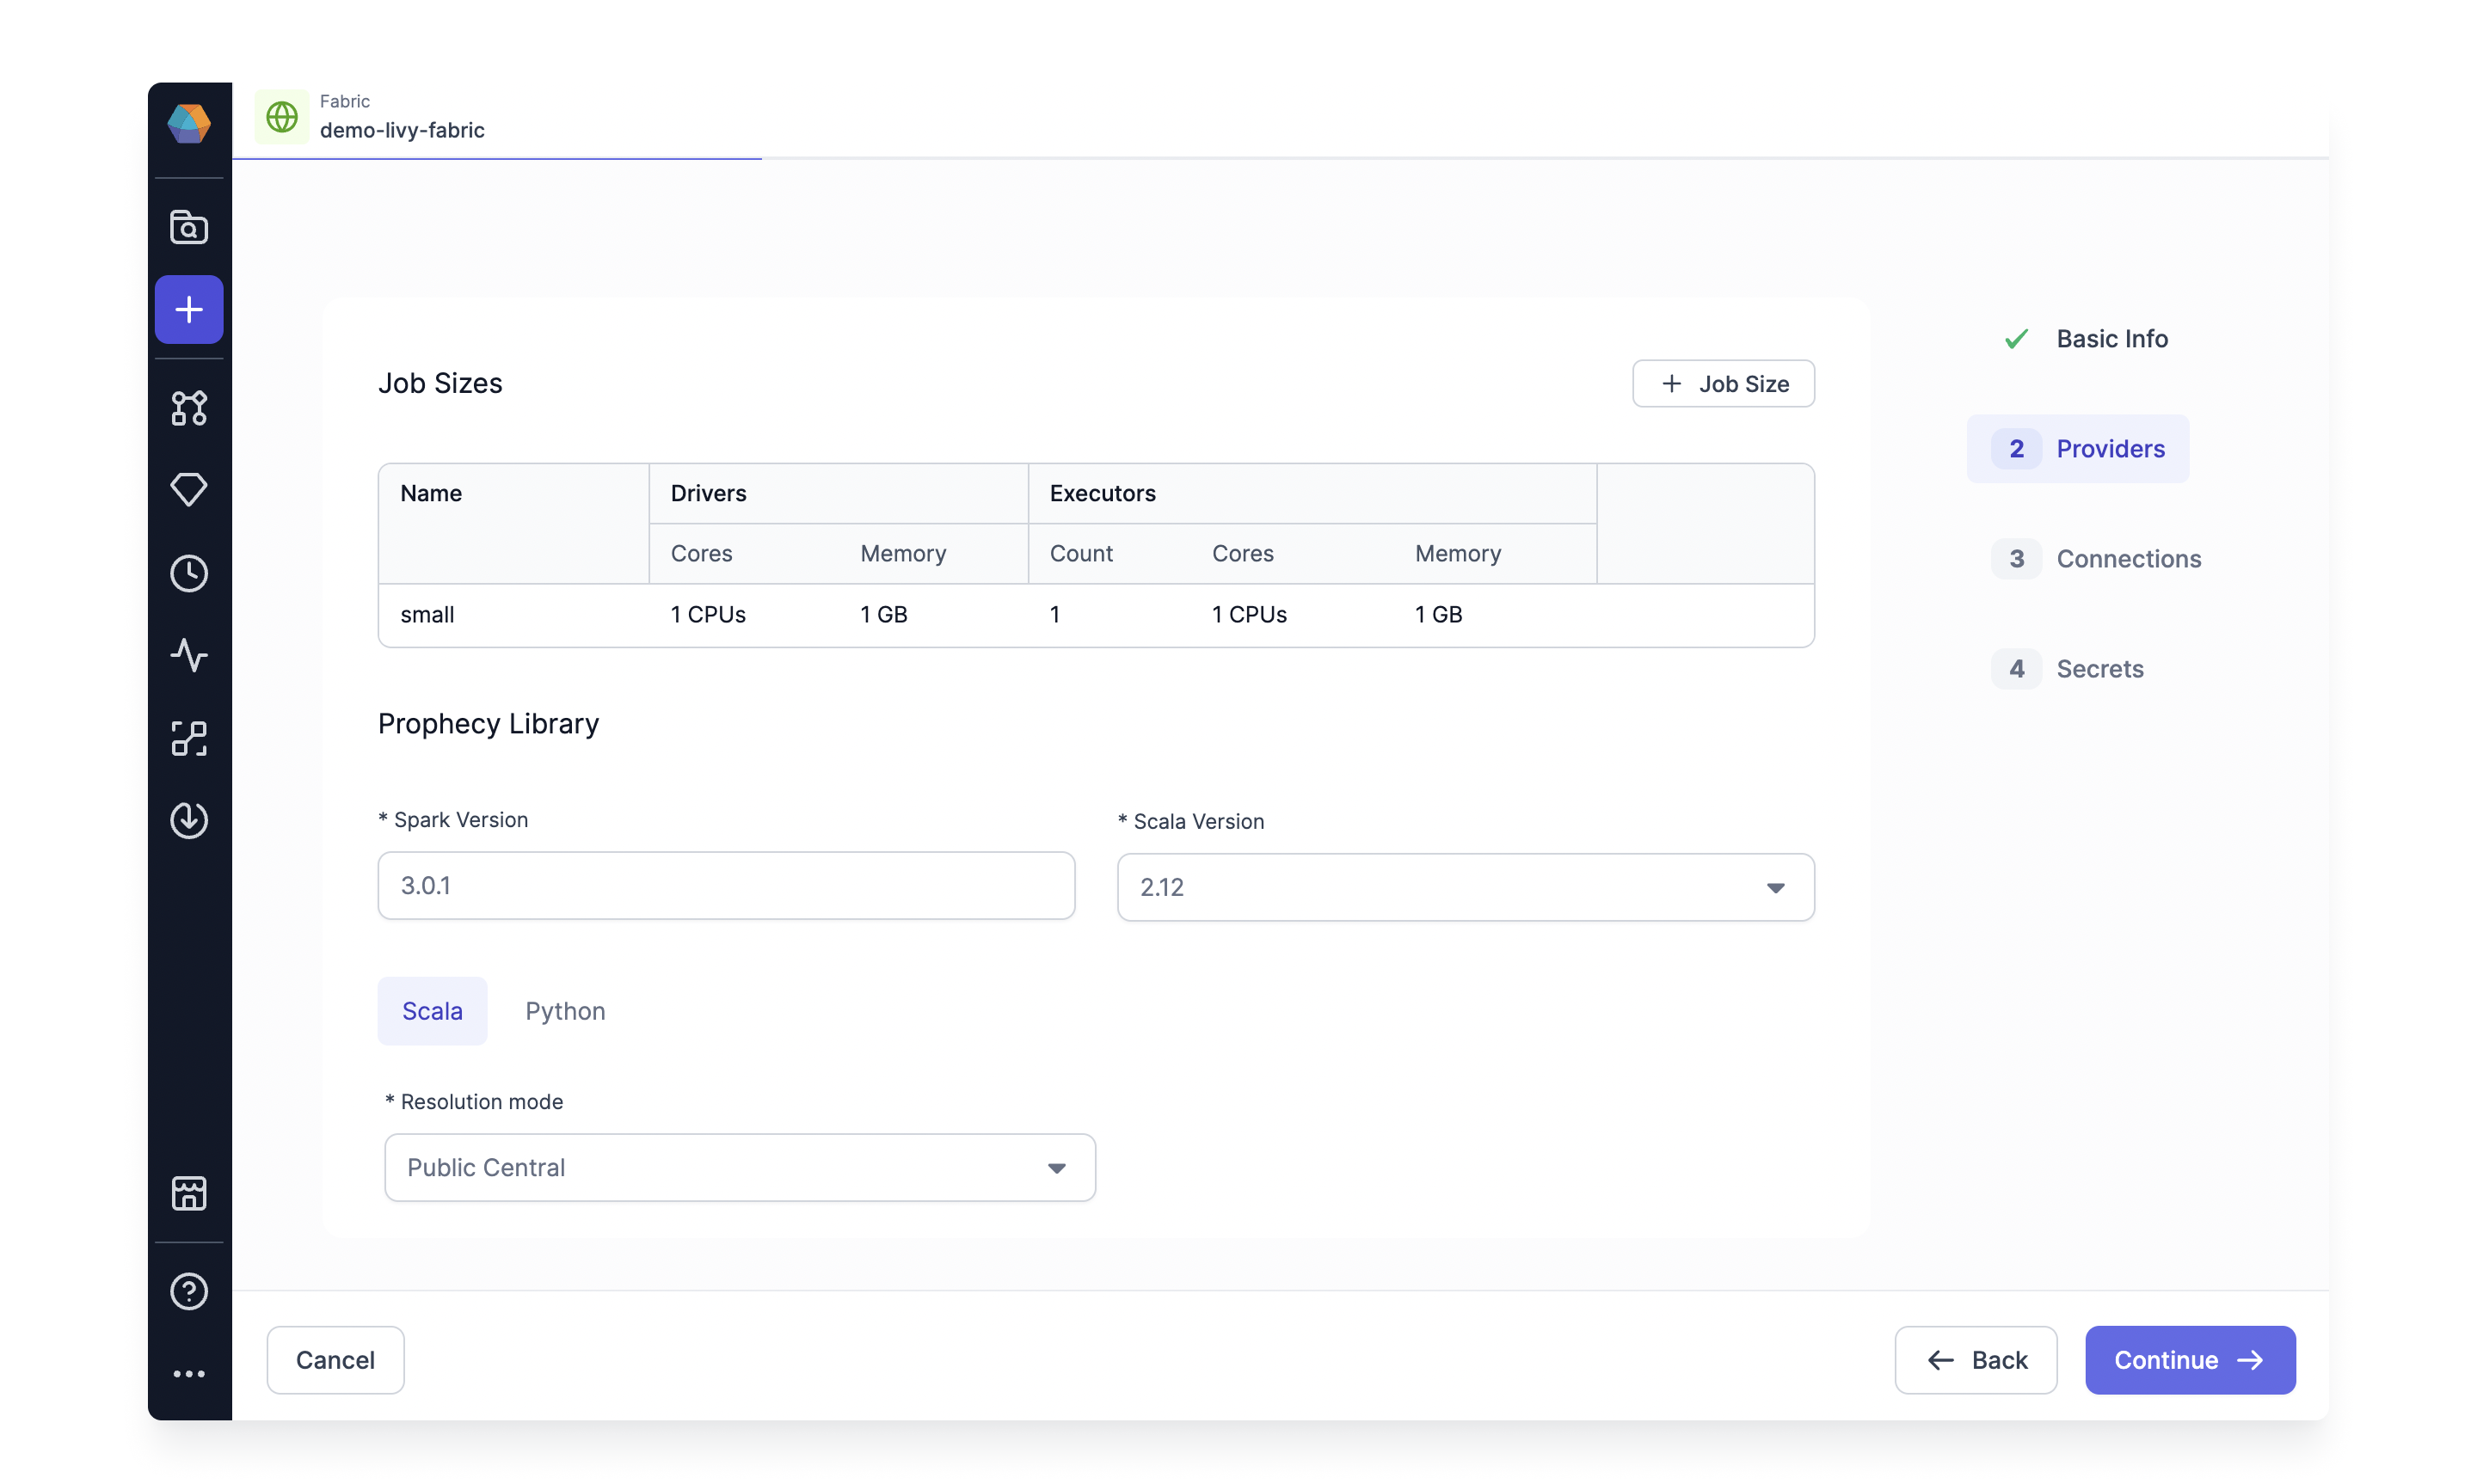 Fabric
demo-livy-fabric
Job Sizes
+ Job Size
Name Drivers Executors
Cores Memory Count Cores Memory
small 1 CPUs 1 GB 1 1 CPUs 1 GB
Prophecy Library
* Spark Version
* Scala Version
3.0.1
2.12
Scala Python
* Resolution mode
Public Central
Basic Info
2 Providers
3 Connections
4 Secrets
Cancel
Back
Continue